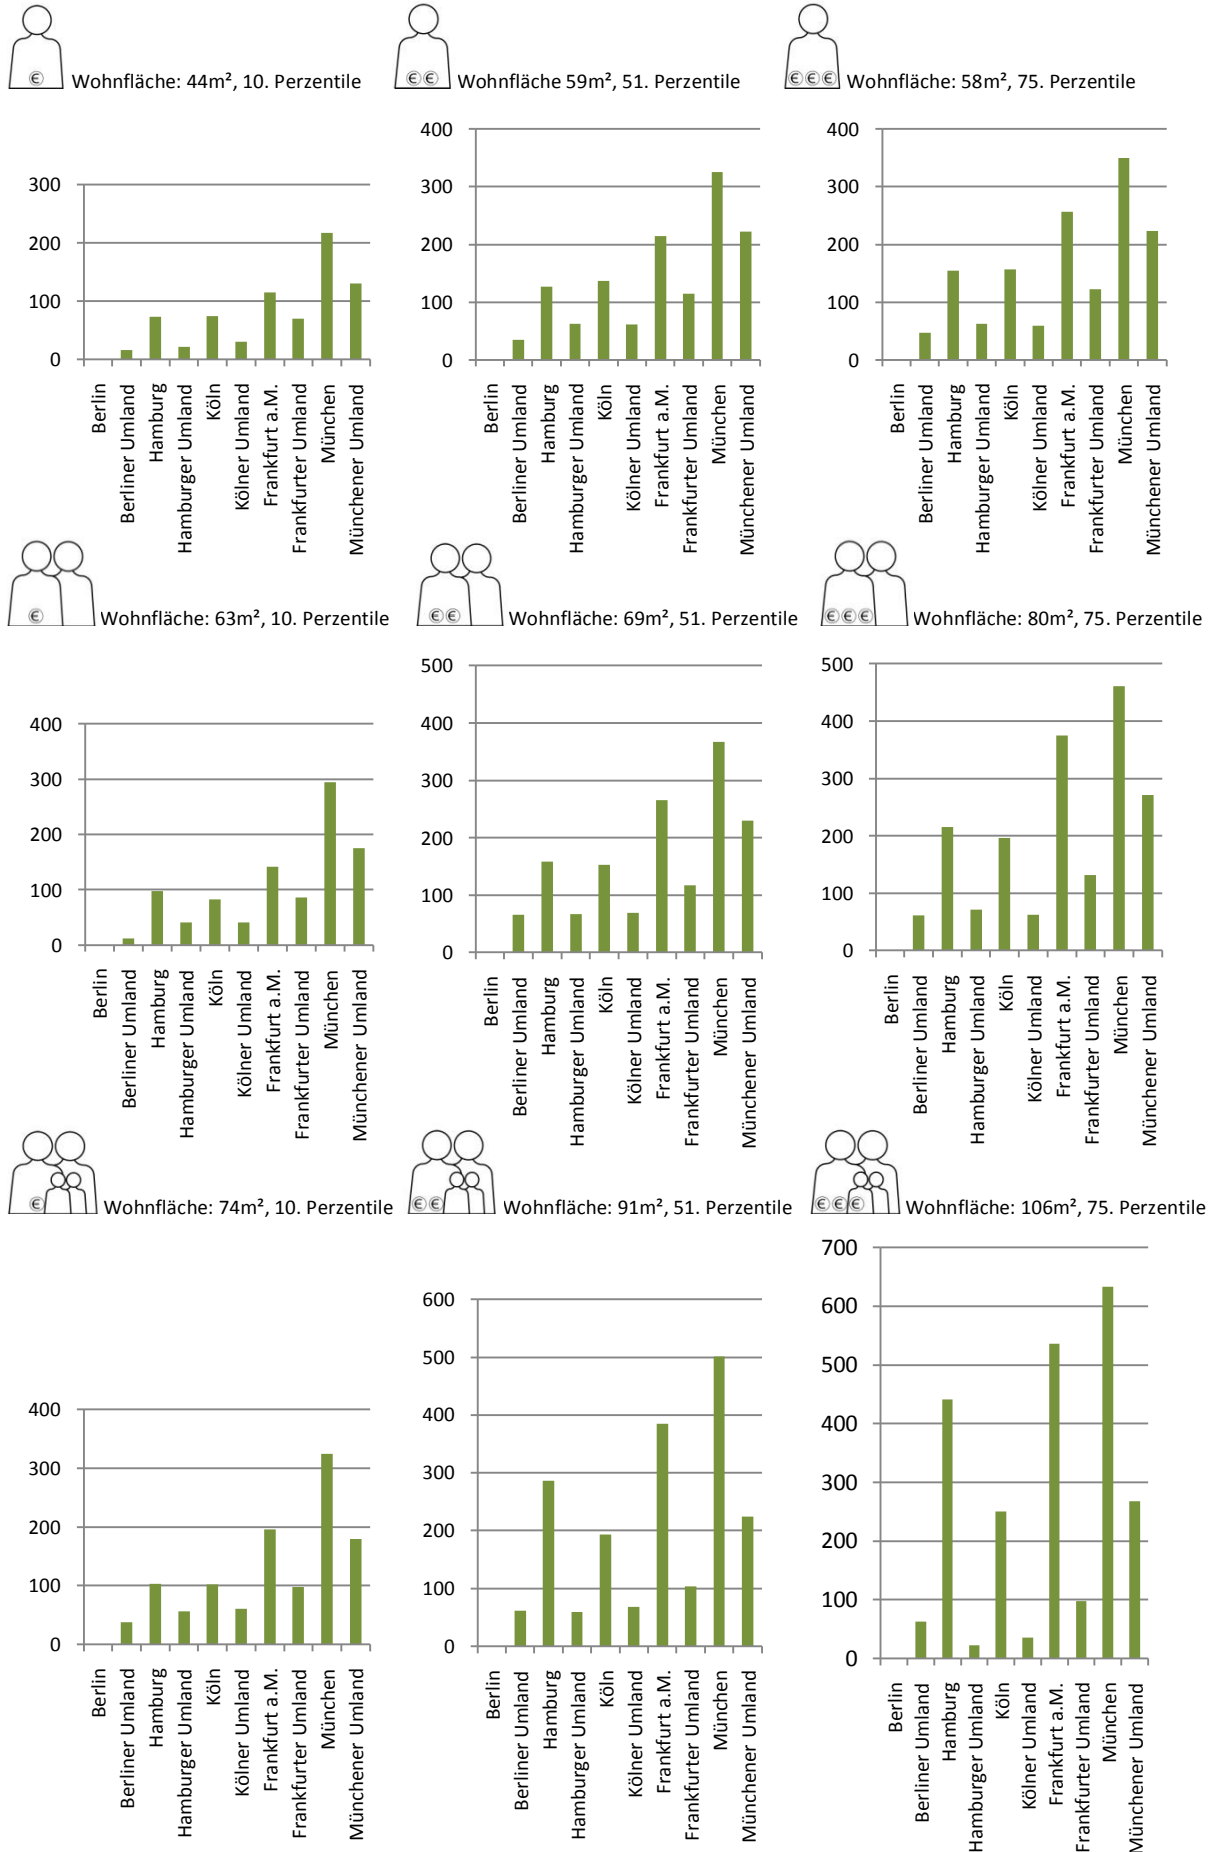 € Wohnfläche: 44m², 10. Perzentile
€€ Wohnfläche 59m², 51. Perzentile
€€€ Wohnfläche: 58m², 75. Perzentile
300
200
100
0
Berlin
Berliner Umland
Hamburg
Hamburger Umland
Köln
Kölner Umland
Frankfurt a.M.
Frankfurter Umland
München
Münchener Umland
400
300
200
100
0
Berlin
Berliner Umland
Hamburg
Hamburger Umland
Köln
Kölner Umland
Frankfurt a.M.
Frankfurter Umland
München
Münchener Umland
400
300
200
100
0
Berlin
Berliner Umland
Hamburg
Hamburger Umland
Köln
Kölner Umland
Frankfurt a.M.
Frankfurter Umland
München
Münchener Umland
€ Wohnfläche: 63m², 10. Perzentile
€€ Wohnfläche: 69m², 51. Perzentile
€€€ Wohnfläche: 80m², 75. Perzentile
400
300
200
100
0
Berlin
Berliner Umland
Hamburg
Hamburger Umland
Köln
Kölner Umland
Frankfurt a.M.
Frankfurter Umland
München
Münchener Umland
500
400
300
200
100
0
Berlin
Berliner Umland
Hamburg
Hamburger Umland
Köln
Kölner Umland
Frankfurt a.M.
Frankfurter Umland
München
Münchener Umland
500
400
300
200
100
0
Berlin
Berliner Umland
Hamburg
Hamburger Umland
Köln
Kölner Umland
Frankfurt a.M.
Frankfurter Umland
München
Münchener Umland
€ Wohnfläche: 74m², 10. Perzentile
€€ Wohnfläche: 91m², 51. Perzentile
€€€ Wohnfläche: 106m², 75. Perzentile
400
300
200
100
0
Berlin
Berliner Umland
Hamburg
Hamburger Umland
Köln
Kölner Umland
Frankfurt a.M.
Frankfurter Umland
München
Münchener Umland
600
500
400
300
200
100
0
Berlin
Berliner Umland
Hamburg
Hamburger Umland
Köln
Kölner Umland
Frankfurt a.M.
Frankfurter Umland
München
Münchener Umland
700
600
500
400
300
200
100
0
Berlin
Berliner Umland
Hamburg
Hamburger Umland
Köln
Kölner Umland
Frankfurt a.M.
Frankfurter Umland
München
Münchener Umland